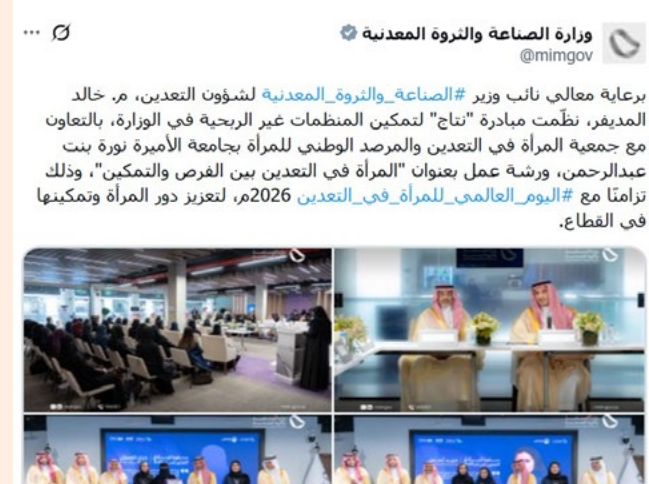 وزارة الصناعة والثروة المعدنية
@mimgov
برعاية معالي نائب وزير #الصناعة_والثروة_المعدنية لشؤون التعدين، م. خالد
المديفر، نظّمت مبادرة "نتاج" لتمكين المنظمات غير الربحية في الوزارة، بالتعاون
مع جمعية المرأة في التعدين والمرصد الوطني للمرأة بجامعة الأميرة نورة بنت
عبدالرحمن، ورشة عمل بعنوان "المرأة في التعدين بين الفرص والتمكين"، وذلك
تزامنًا مع #اليوم_العالمي_للمرأة_في_التعدين 2026م، لتعزيز دور المرأة وتمكينها
في القطاع.